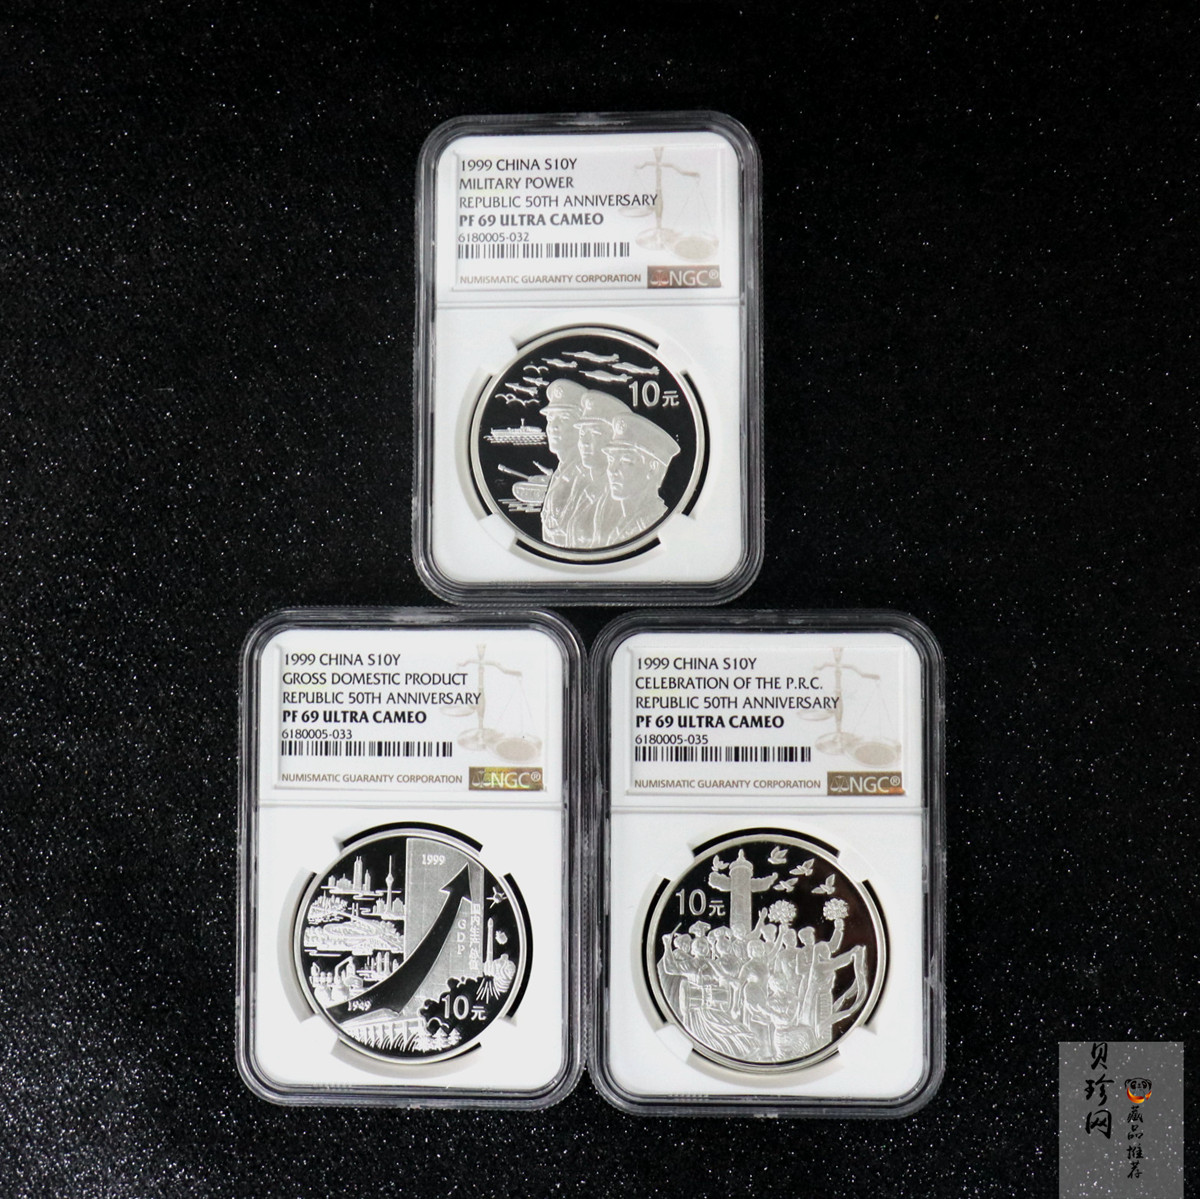 1999 CHINA S10Y
MILITARY POWER
REPUBLIC 50TH ANNIVERSARY
PF 69 ULTRA CAMEO
6180005-032
NUMISMATIC GUARANTY CORPORATION
NGC®
10元
1999 CHINA S10Y
GROSS DOMESTIC PRODUCT
REPUBLIC 50TH ANNIVERSARY
PF 69 ULTRA CAMEO
6180005-033
NUMISMATIC GUARANTY CORPORATION
NGC®
1999
GDP
1949
10元
1999 CHINA S10Y
CELEBRATION OF THE P.R.C.
REPUBLIC 50TH ANNIVERSARY
PF 69 ULTRA CAMEO
6180005-035
NUMISMATIC GUARANTY CORPORATION
NGC®
10元
贝珍网
藏品推荐